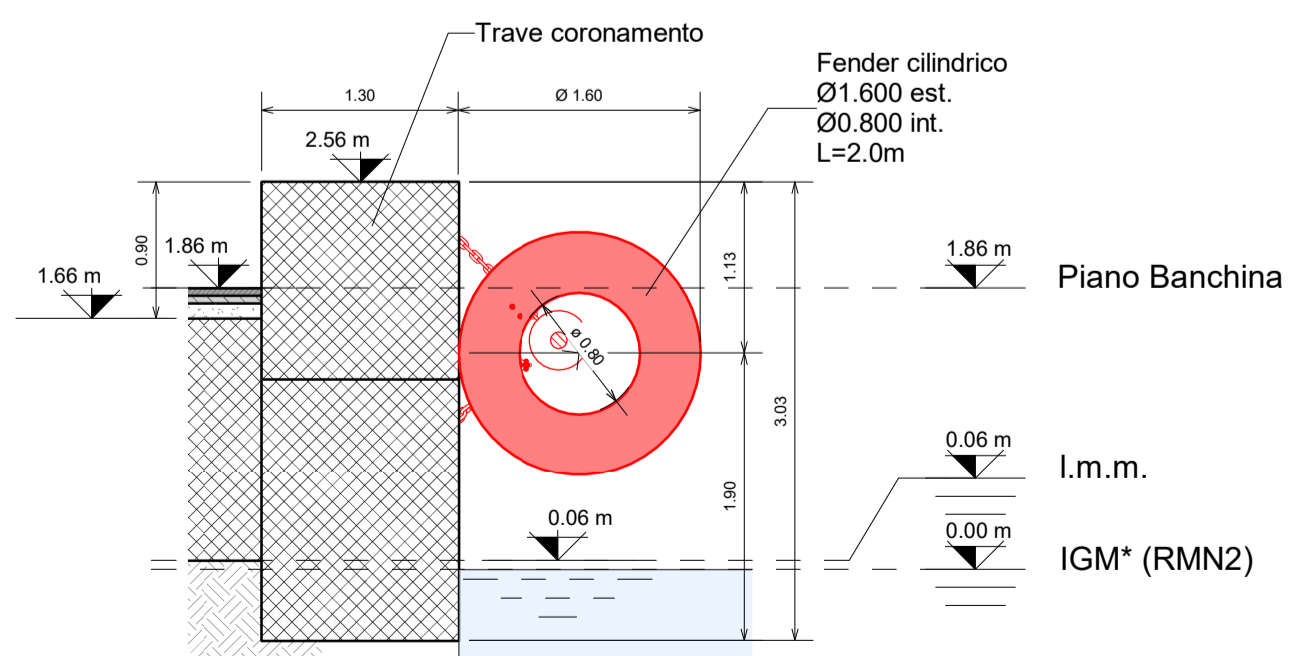 Trave coronamento
Fender cilindrico
Ø1.600 est.
Ø0.800 int.
L=2.0m
1.30
Ø 1.60
2.56 m
0.90
1.86 m
1.66 m
1.13
1.86 m
Piano Banchina
ø 0.80
3.03
0.06 m
l.m.m.
1.90
0.06 m
0.00 m
IGM* (RMN2)